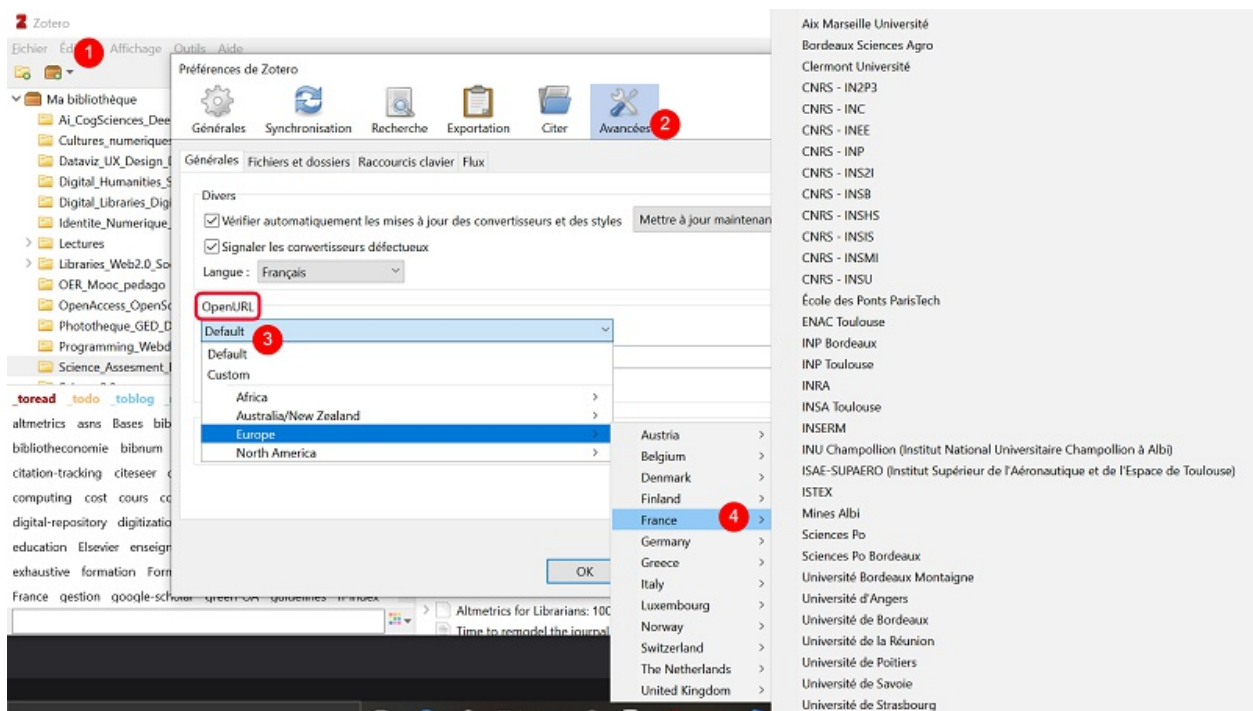 Zotero
Fichier Éd Affichage Outils Aide
1
Ma bibliothèque
Ai_CogSciences_Dee
Cultures_numeriques
Dataviz_UX_Design_
Digital_Humanities_S
Digital_Libraries_Digi
Identite_Numerique_
Lectures
Libraries_Web2.0_So
OER_Mooc_pedago
OpenAccess_OpenSc
Phototheque_GED_D
Programming_Webd
Science_Assesment_
_toread _todo _toblog
altmetrics asns Bases bib
bibliotheconomie bibnum
citation-tracking citeseer
computing cost cours
digital-repository digitizatio
education Elsevier enseign
exhaustive formation Form
France gestion google-scholar green-OA guidelines h-index
Préférences de Zotero
Générales Synchronisation Recherche Exportation Citer Avancées
2
Générales Fichiers et dossiers Raccourcis clavier Flux
Divers
Vérifier automatiquement les mises à jour des convertisseurs et des styles Mettre à jour maintenan
Signaler les convertisseurs défectueux
Langue : Français
OpenURL
Default
3
Default
Custom
Africa
Australia/New Zealand
Europe
North America
OK
Altmetrics for Librarians: 100
Time to remodel the journal
Austria
Belgium
Denmark
Finland
France
4
Germany
Greece
Italy
Luxembourg
Norway
Switzerland
The Netherlands
United Kingdom
Aix Marseille Université
Bordeaux Sciences Agro
Clermont Université
CNRS - IN2P3
CNRS - INC
CNRS - INEE
CNRS - INP
CNRS - INS2I
CNRS - INSB
CNRS - INSHS
CNRS - INSIS
CNRS - INSMI
CNRS - INSU
École des Ponts ParisTech
ENAC Toulouse
INP Bordeaux
INP Toulouse
INRA
INSA Toulouse
INSERM
INU Champollion (Institut National Universitaire Champollion à Albi)
ISAE-SUPAERO (Institut Supérieur de l'Aéronautique et de l'Espace de Toulouse)
ISTEX
Mines Albi
Sciences Po
Sciences Po Bordeaux
Université Bordeaux Montaigne
Université d'Angers
Université de Bordeaux
Université de la Réunion
Université de Poitiers
Université de Savoie
Université de Strasbourg